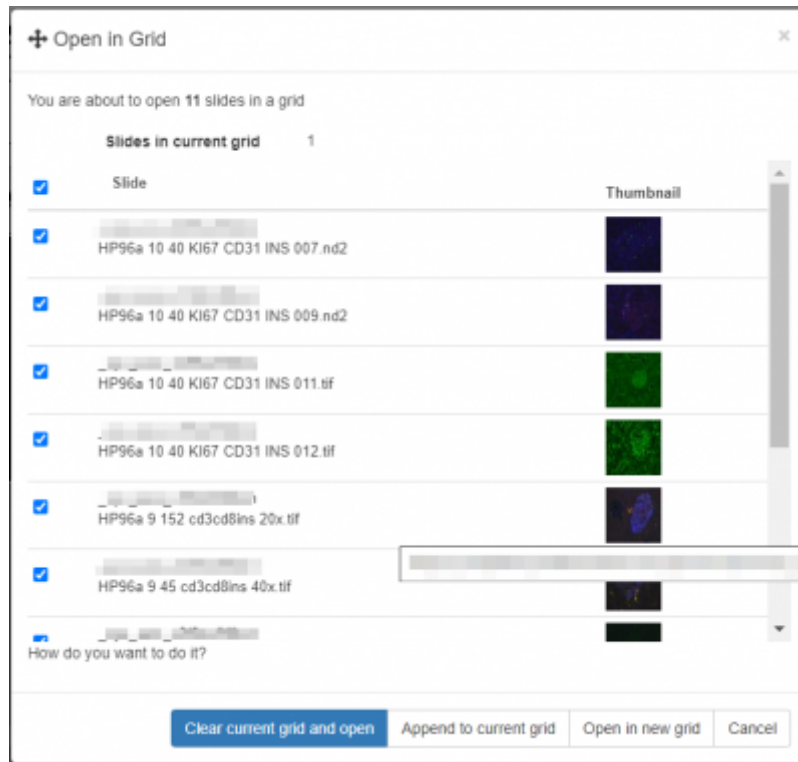 Open in Grid
×
You are about to open 11 slides in a grid
Slides in current grid 1
Slide Thumbnail
HP96a 10 40 KI67 CD31 INS 007.nd2
HP96a 10 40 KI67 CD31 INS 009.nd2
HP96a 10 40 KI67 CD31 INS 011.tif
HP96a 10 40 KI67 CD31 INS 012.tif
HP96a 9 152 cd3cd8ins 20x.tif
HP96a 9 45 cd3cd8ins 40x.tif
How do you want to do it?
Clear current grid and open Append to current grid Open in new grid Cancel